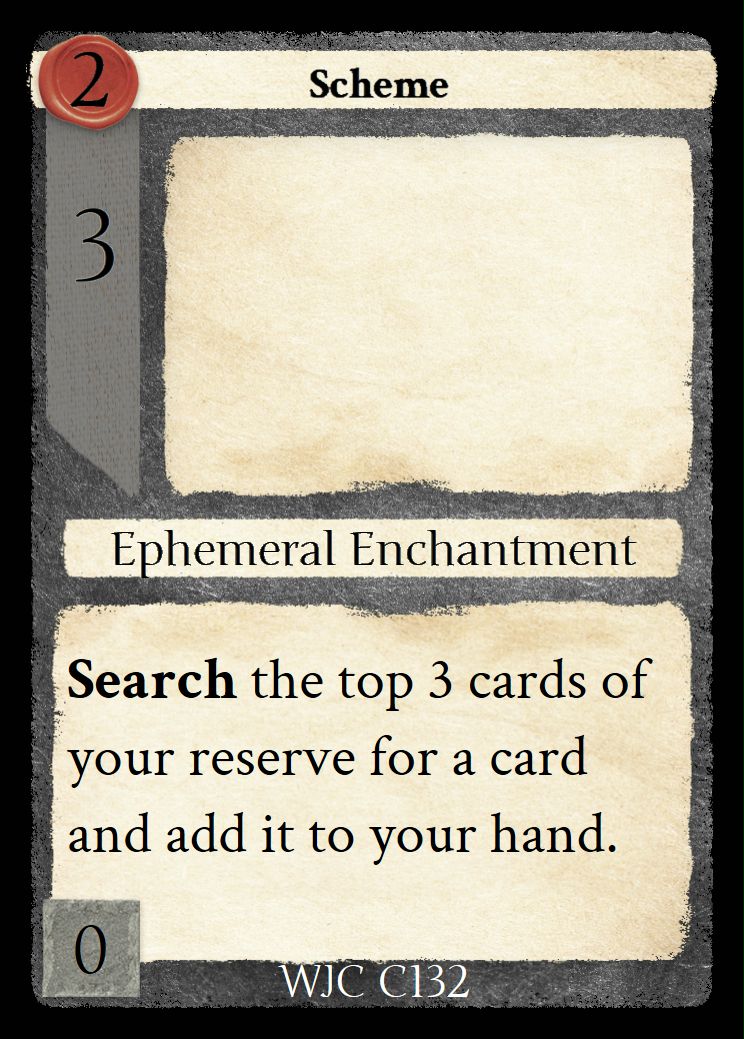 2
Scheme
3
Ephemeral Enchantment
Search the top 3 cards of
your reserve for a card
and add it to your hand.
0
WJC C132